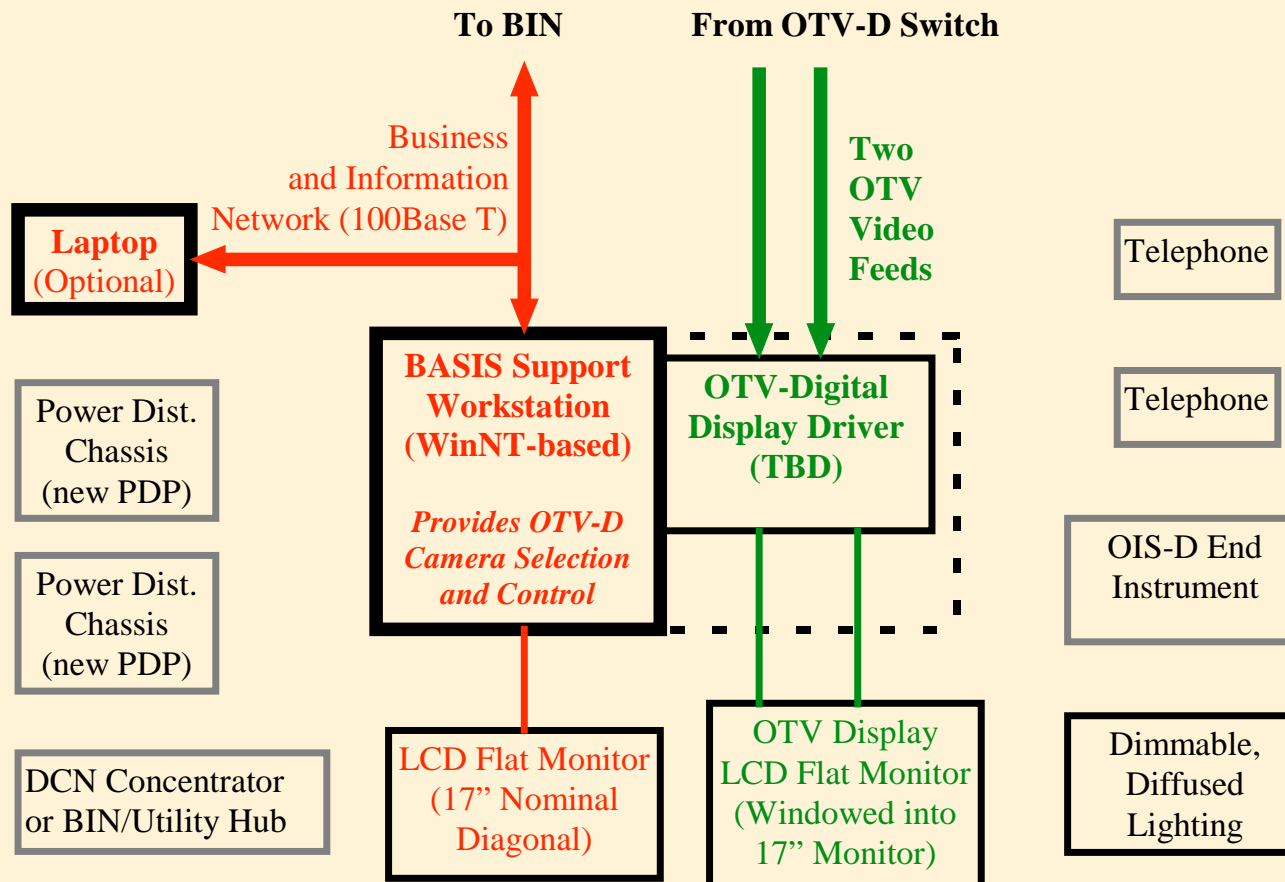 To BIN
From OTV-D Switch
Business
and Information
Network (100Base T)
Two
OTV
Video
Feeds
Laptop
(Optional)
Telephone
BASIS Support
Workstation
(WinNT-based)
Provides OTV-D
Camera Selection
and Control
OTV-Digital
Display Driver
(TBD)
Power Dist.
Chassis
(new PDP)
Telephone
Power Dist.
Chassis
(new PDP)
OIS-D End
Instrument
DCN Concentrator
or BIN/Utility Hub
LCD Flat Monitor
(17” Nominal
Diagonal)
OTV Display
LCD Flat Monitor
(Windowed into
17” Monitor)
Dimmable,
Diffused
Lighting